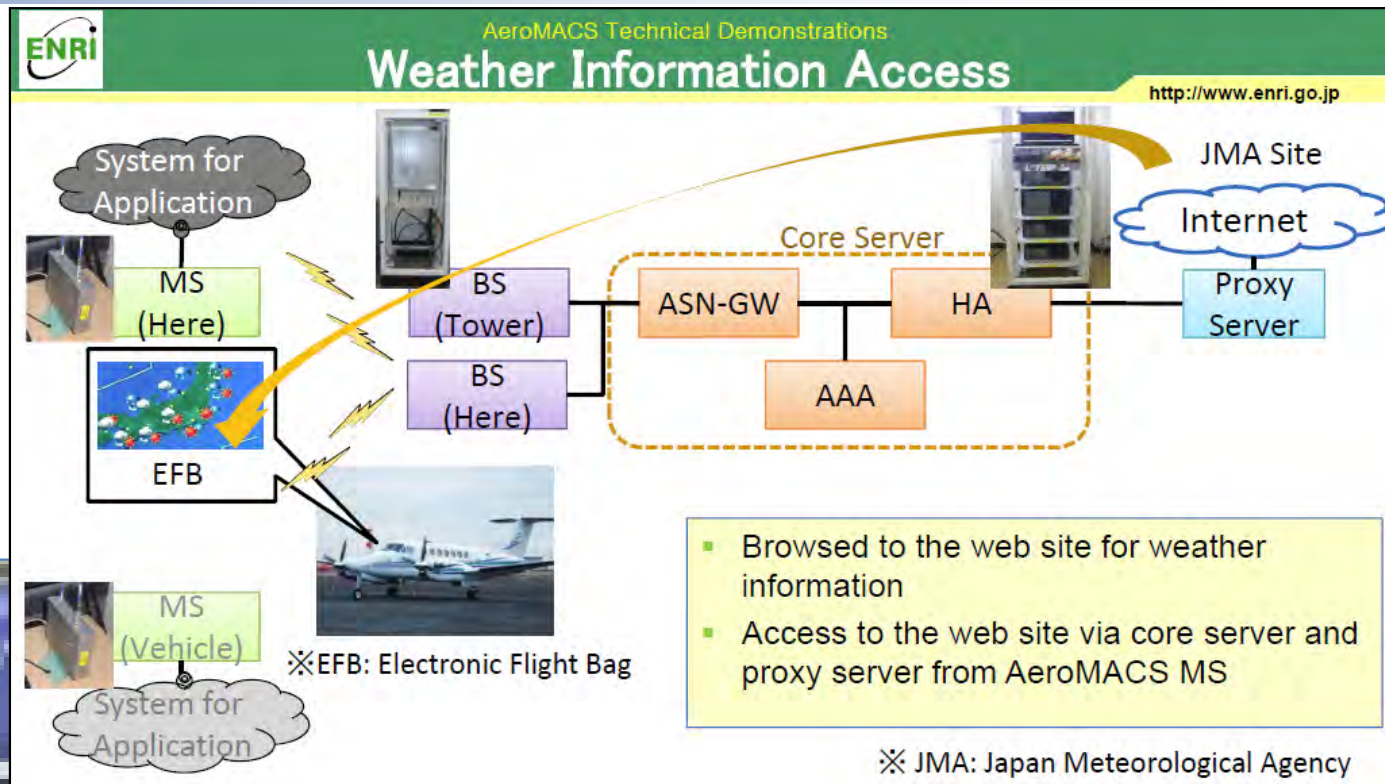 ENRI
AeroMACS Technical Demonstrations
Weather Information Access
http://www.enri.go.jp
System for
Application
MS
(Here)
EFB
BS
(Tower)
BS
(Here)
Core Server
ASN-GW
HA
AAA
JMA Site
Internet
Proxy
Server
MS
(Vehicle)
System for
Application
※EFB: Electronic Flight Bag
▪ Browsed to the web site for weather
information
▪ Access to the web site via core server and
proxy server from AeroMACS MS
※ JMA: Japan Meteorological Agency